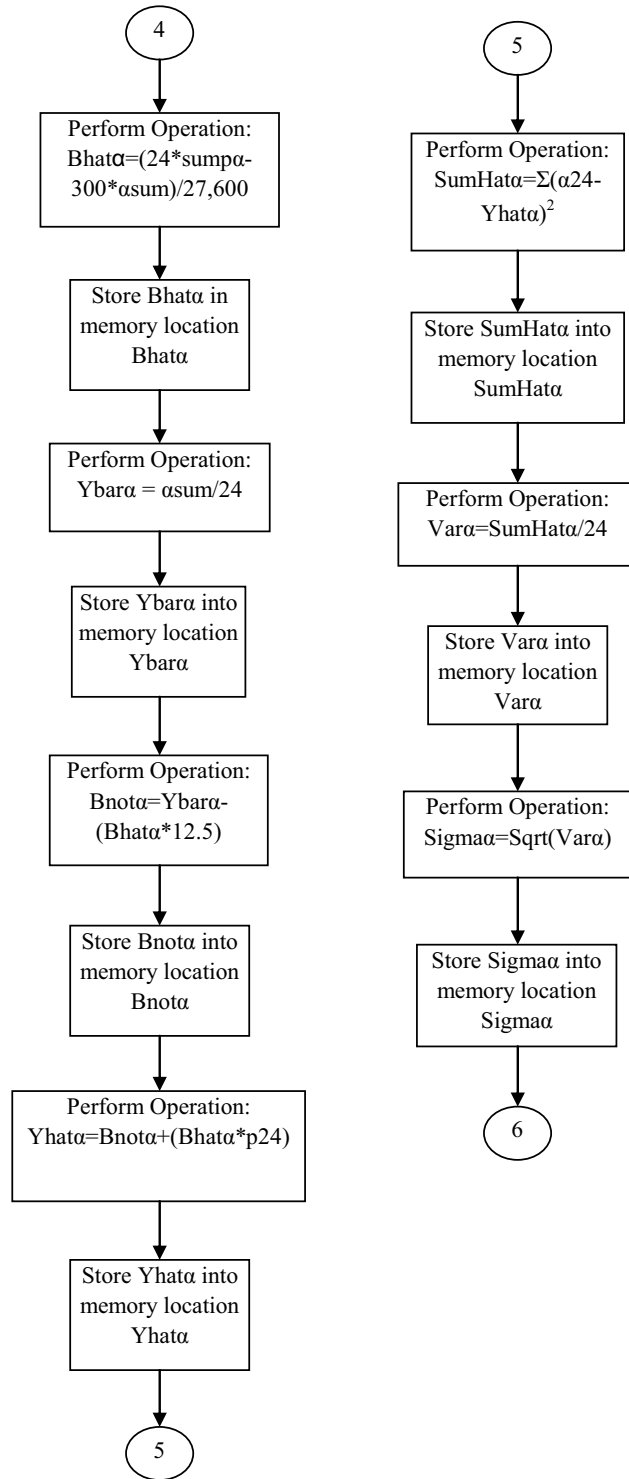 4
Perform Operation:
Bhatα=(24*sumpα-
300*αsum)/27,600
Store Bhatα in
memory location
Bhatα
Perform Operation:
Ybarα = αsum/24
Store Ybarα into
memory location
Ybarα
Perform Operation:
Bnotα=Ybarα-
(Bhatα*12.5)
Store Bnotα into
memory location
Bnotα
Perform Operation:
Yhatα=Bnotα+(Bhatα*p24)
Store Yhatα into
memory location
Yhatα
5
5
Perform Operation:
SumHatα=Σ(α24-
Yhatα)²
Store SumHatα into
memory location
SumHatα
Perform Operation:
Varα=SumHatα/24
Store Varα into
memory location
Varα
Perform Operation:
Sigmaα=Sqrt(Varα)
Store Sigmaα into
memory location
Sigmaα
6